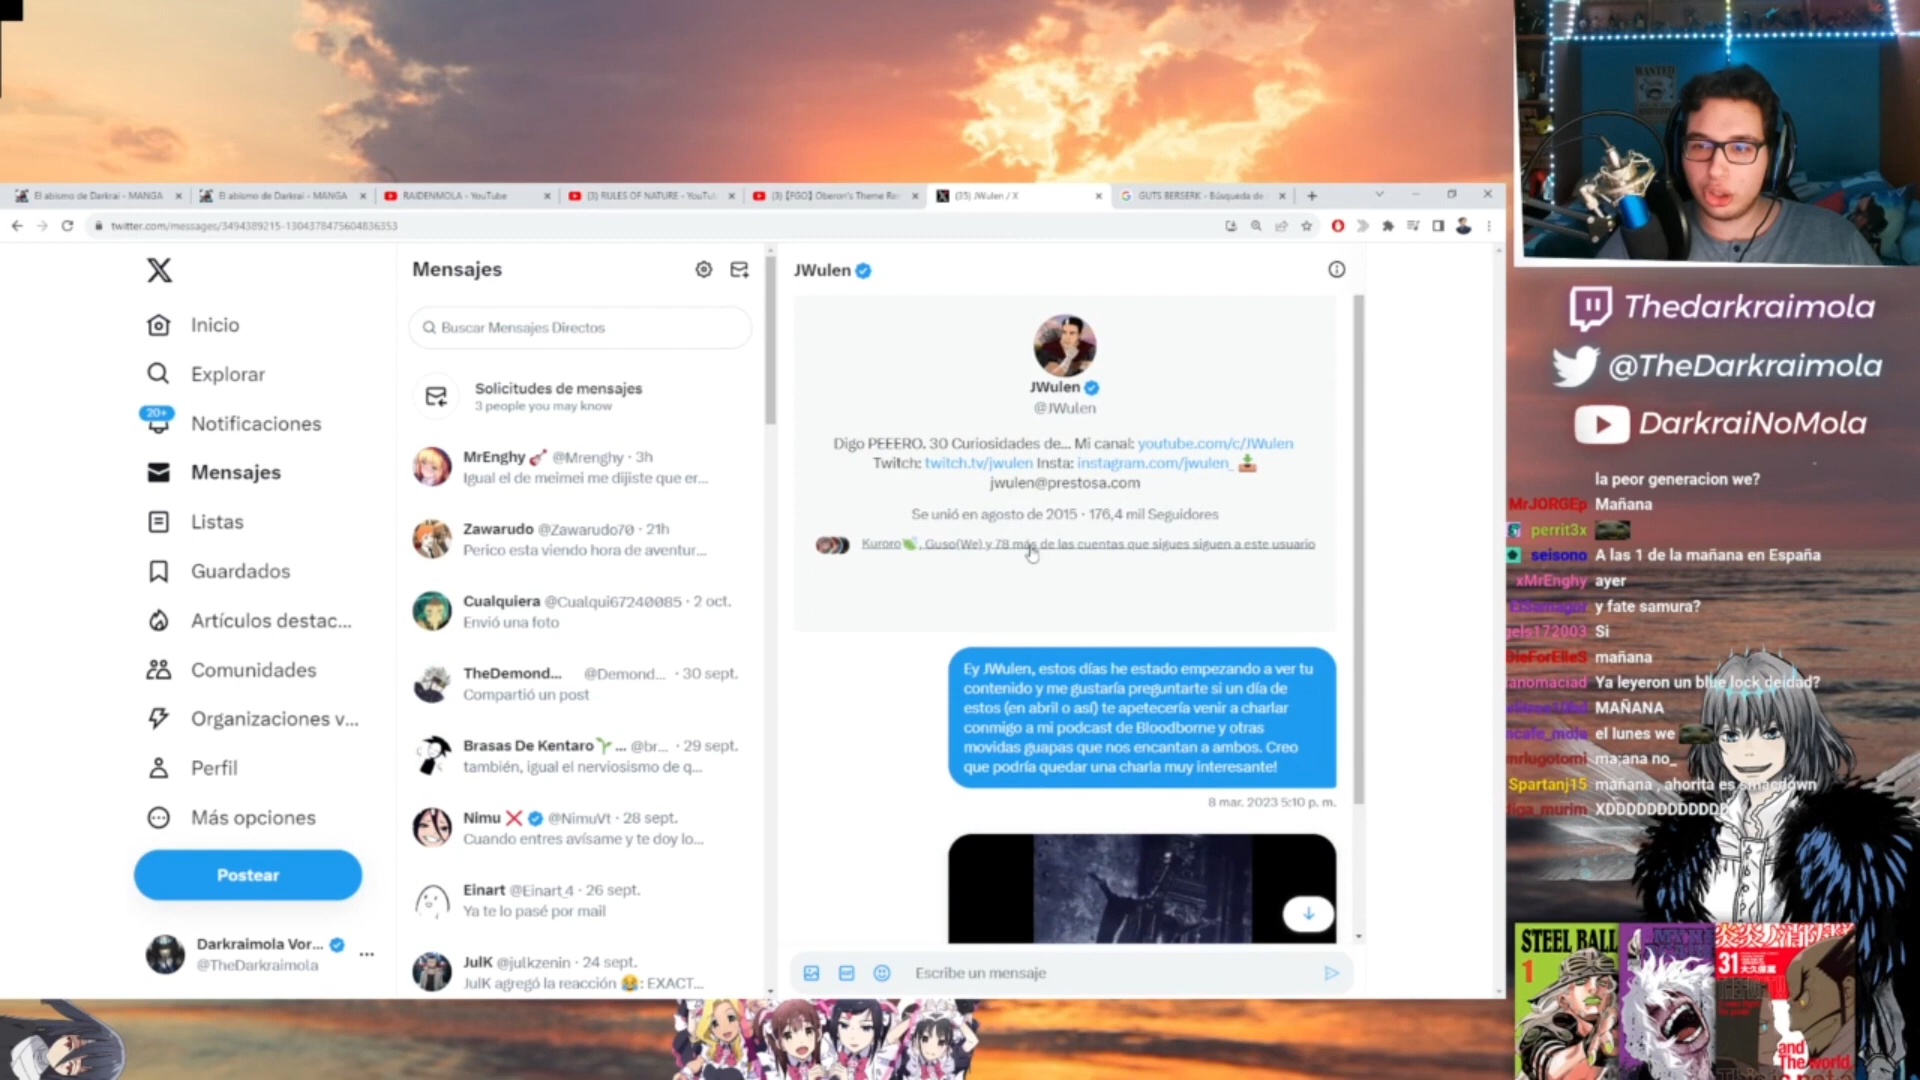 El abismo de Darkrai - MANGA
El abismo de Darkrai - MANGA
RAIDENMOLA - YouTube
(3) RULES OF NATURE - YouTu
(3)【FGO】Oberon's Theme Re
(35) JWulen / X
GUTS BERSERK - Búsqueda de
twitter.com/messages/3494389215-1304378475604836353
Inicio
Explorar
20+
Notificaciones
Mensajes
Listas
Guardados
Artículos destac...
Comunidades
Organizaciones v...
Perfil
Más opciones
Postear
Darkraimola Vor...
@TheDarkraimola
Mensajes
Buscar Mensajes Directos
Solicitudes de mensajes
3 people you may know
MrEnghy @Mrenghy · 3h
Igual el de meimei me dijiste que er...
Zawarudo @Zawarudo70 · 21h
Perico esta viendo hora de aventur...
Cualquiera @Cualqui67240085 · 2 oct.
Envió una foto
TheDemond... @Demond... · 30 sept.
Compartió un post
Brasas De Kentaro ... @br... · 29 sept.
también, igual el nerviosismo de q...
Nimu @NimuVt · 28 sept.
Cuando entres avísame y te doy lo...
Einart @Einart_4 · 26 sept.
Ya te lo pasé por mail
JulK @julkzenin · 24 sept.
JulK agregó la reacción 😂: EXACT...
JWulen
JWulen
@JWulen
Digo PEEERO. 30 Curiosidades de... Mi canal: youtube.com/c/JWulen
Twitch: twitch.tv/jwulen Insta: instagram.com/jwulen_
jwulen@prestosa.com
Se unió en agosto de 2015 · 176,4 mil Seguidores
Kuroro, Guso(We) y 78 más de las cuentas que sigues siguen a este usuario
Ey JWulen, estos días he estado empezando a ver tu
contenido y me gustaría preguntarte si un día de
estos (en abril o así) te apetecería venir a charlar
conmigo a mi podcast de Bloodborne y otras
movidas guapas que nos encantan a ambos. Creo
que podría quedar una charla muy interesante!
8 mar. 2023 5:10 p. m.
Escribe un mensaje
WANTED
Thedarkraimola
@TheDarkraimola
DarkraiNoMola
la peor generacion we?
MrJORGEp Mañana
perrit3x
seisono A las 1 de la mañana en España
xMrEnghy ayer
y fate samura?
gels172003 Si
DieForElleS mañana
anomaciad Ya leyeron un blue lock deidad?
MAÑANA
ncafe_mola el lunes we
mrlugotomi ma;ana no_
Spartanj15 mañana , ahorita es smacdown
figa_murim XDDDDDDDDDDDD
STEEL BALL
1
31
大久保篤
and
The world.